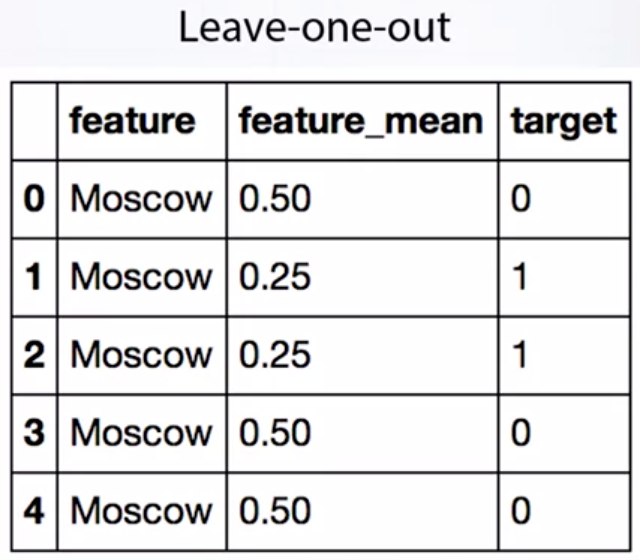 Leave-one-out
feature feature_mean target
0 Moscow 0.50 0
1 Moscow 0.25 1
2 Moscow 0.25 1
3 Moscow 0.50 0
4 Moscow 0.50 0